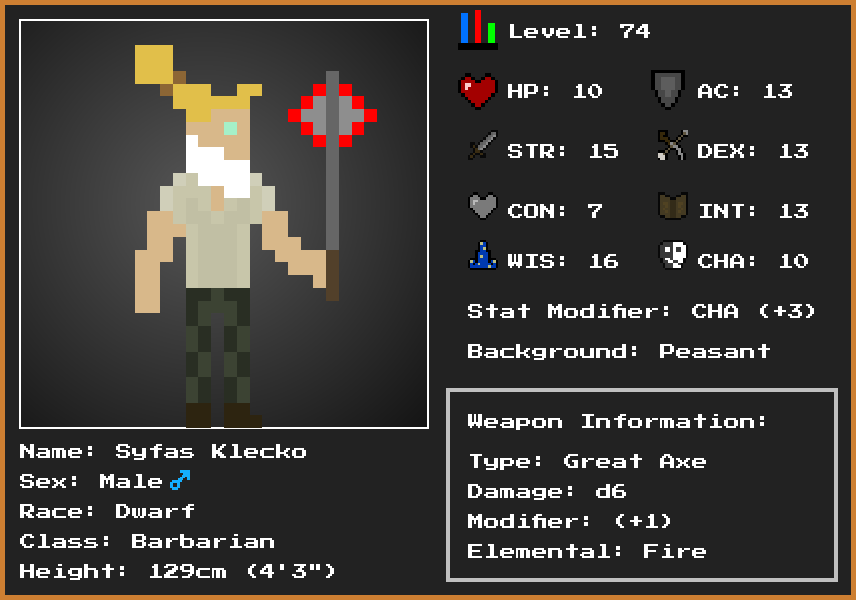 Level: 74
HP: 10 AC: 13
STR: 15 DEX: 13
CON: 7 INT: 13
WIS: 16 CHA: 10
Stat Modifier: CHA (+3)
Background: Peasant
Weapon Information:
Type: Great Axe
Damage: d6
Modifier: (+1)
Elemental: Fire
Name: Syfas Klecko
Sex: Male ♂
Race: Dwarf
Class: Barbarian
Height: 129cm (4'3")